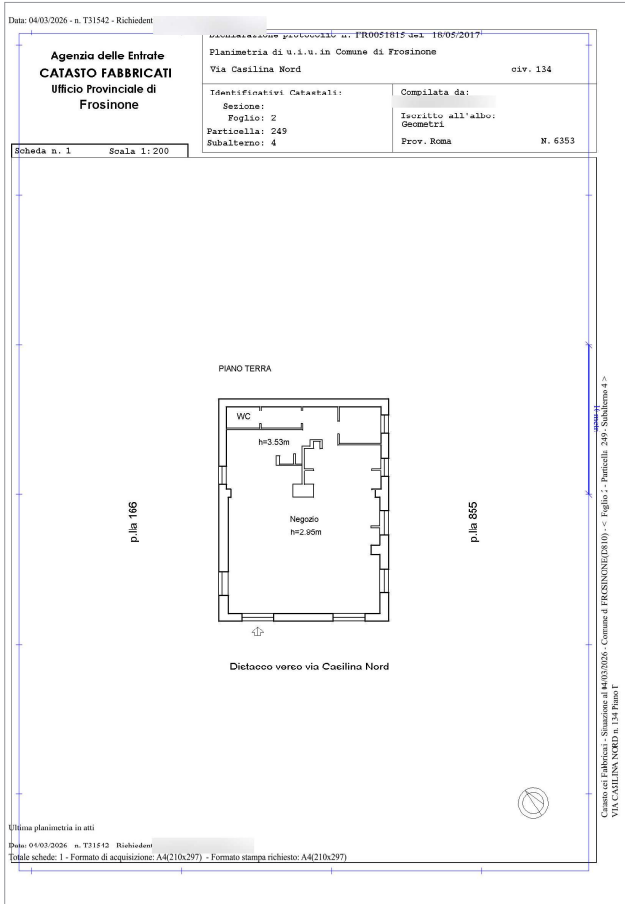 Data: 04/03/2026 - n. T31542 - Richiedent
Agenzia delle Entrate
CATASTO FABBRICATI
Ufficio Provinciale di
Frosinone
Dichiarazione protocollo n. FR0051815 del 18/05/2017
Planimetria di u.i.u. in Comune di Frosinone
Via Casilina Nord civ. 134
Identificativi Catastali:
Sezione:
Foglio: 2
Particella: 249
Subalterno: 4
Compilata da:
Iscritto all'albo:
Geometri
Prov. Roma N. 6353
Scheda n. 1 Scala 1:200
PIANO TERRA
WC
h=3.53m
Negozio
h=2.95m
p.lla 166
p.lla 855
Distacco verso via Casilina Nord
10 metri
Catasto dei Fabbricati - Situazione al 04/03/2026 - Comune di FROSINONE(D810) - < Foglio 2 - Particella 249 - Subalterno 4 >
VIA CASILINA NORD n. 134 Piano T
Ultima planimetria in atti
Data: 04/03/2026 n. T31542 Richiedent
Totale schede: 1 - Formato di acquisizione: A4(210x297) - Formato stampa richiesto: A4(210x297)